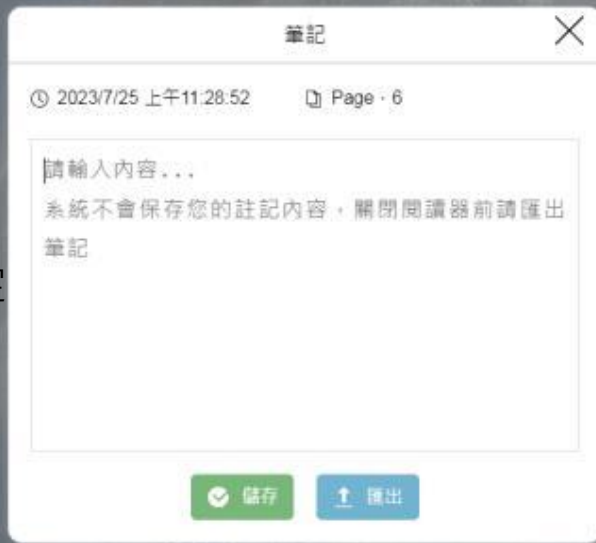 筆記
2023/7/25 上午11:28:52 Page · 6
請輸入內容...
系統不會保存您的註記內容，關閉閱讀器前請匯出
筆記
儲存 匯出